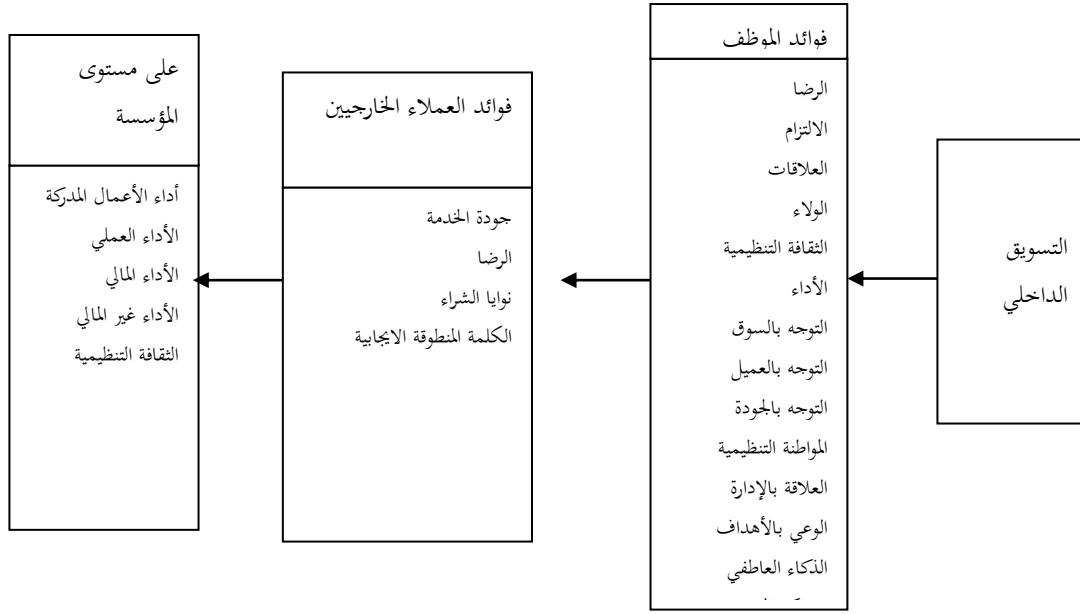 التسويق
الداخلي
فوائد الموظف
الرضا
الالتزام
العلاقات
الولاء
الثقافة التنظيمية
الأداء
التوجه بالسوق
التوجه بالعميل
التوجه بالجودة
المواطنة التنظيمية
العلاقة بالإدارة
الوعي بالأهداف
الذكاء العاطفي
فوائد العملاء الخارجيين
جودة الخدمة
الرضا
نوايا الشراء
الكلمة المنطوقة الايجابية
على مستوى
المؤسسة
أداء الأعمال المدركة
الأداء العملي
الأداء المالي
الأداء غير المالي
الثقافة التنظيمية